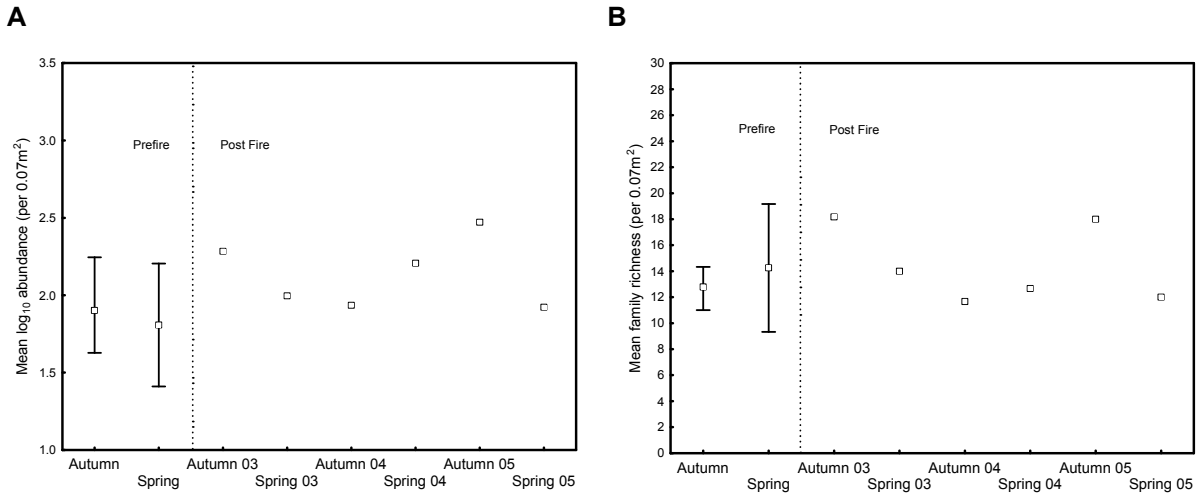 A
Mean log₁₀ abundance (per 0.07m²)
3.5
3.0
2.5
2.0
1.5
1.0
Prefire
Post Fire
Autumn
Spring
Autumn 03
Spring 03
Autumn 04
Spring 04
Autumn 05
Spring 05
B
Mean family richness (per 0.07m²)
30
28
26
24
22
20
18
16
14
12
10
8
6
4
2
0
Prefire
Post Fire
Autumn
Spring
Autumn 03
Spring 03
Autumn 04
Spring 04
Autumn 05
Spring 05